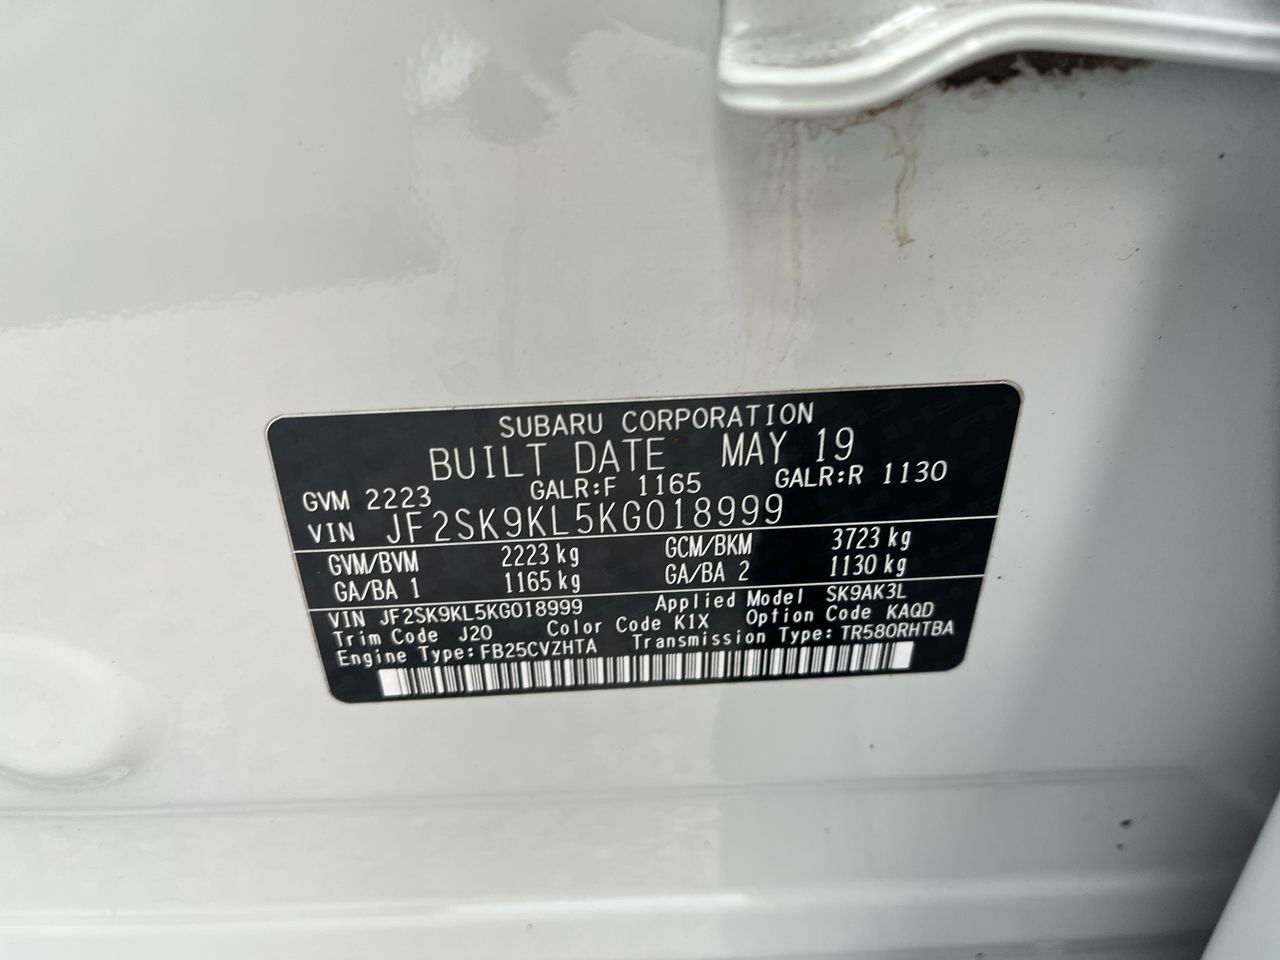 SUBARU CORPORATION
BUILT DATE MAY 19
GVM 2223 GALR:F 1165 GALR:R 1130
VIN JF2SK9KL5KG018999
GVM/BVM 2223 kg GCM/BKM 3723 kg
GA/BA 1 1165 kg GA/BA 2 1130 kg
VIN JF2SK9KL5KG018999 Applied Model SK9AK3L
Trim Code J20 Color Code K1X Option Code KAQD
Engine Type: FB25CVZHTA Transmission Type: TR580RHTBA